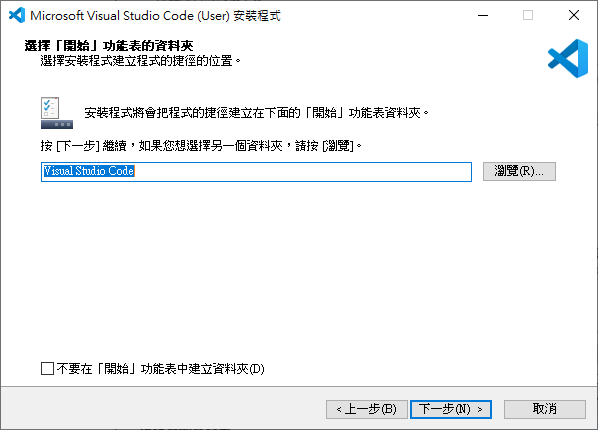 Microsoft Visual Studio Code (User) 安裝程式
選擇「開始」功能表的資料夾
選擇安裝程式建立程式的捷徑的位置。
安裝程式將會把程式的捷徑建立在下面的「開始」功能表資料夾。
按 [下一步] 繼續，如果您想選擇另一個資料夾，請按 [瀏覽]。
Visual Studio Code
瀏覽(R)...
不要在「開始」功能表中建立資料夾(D)
< 上一步(B)
下一步(N) >
取消